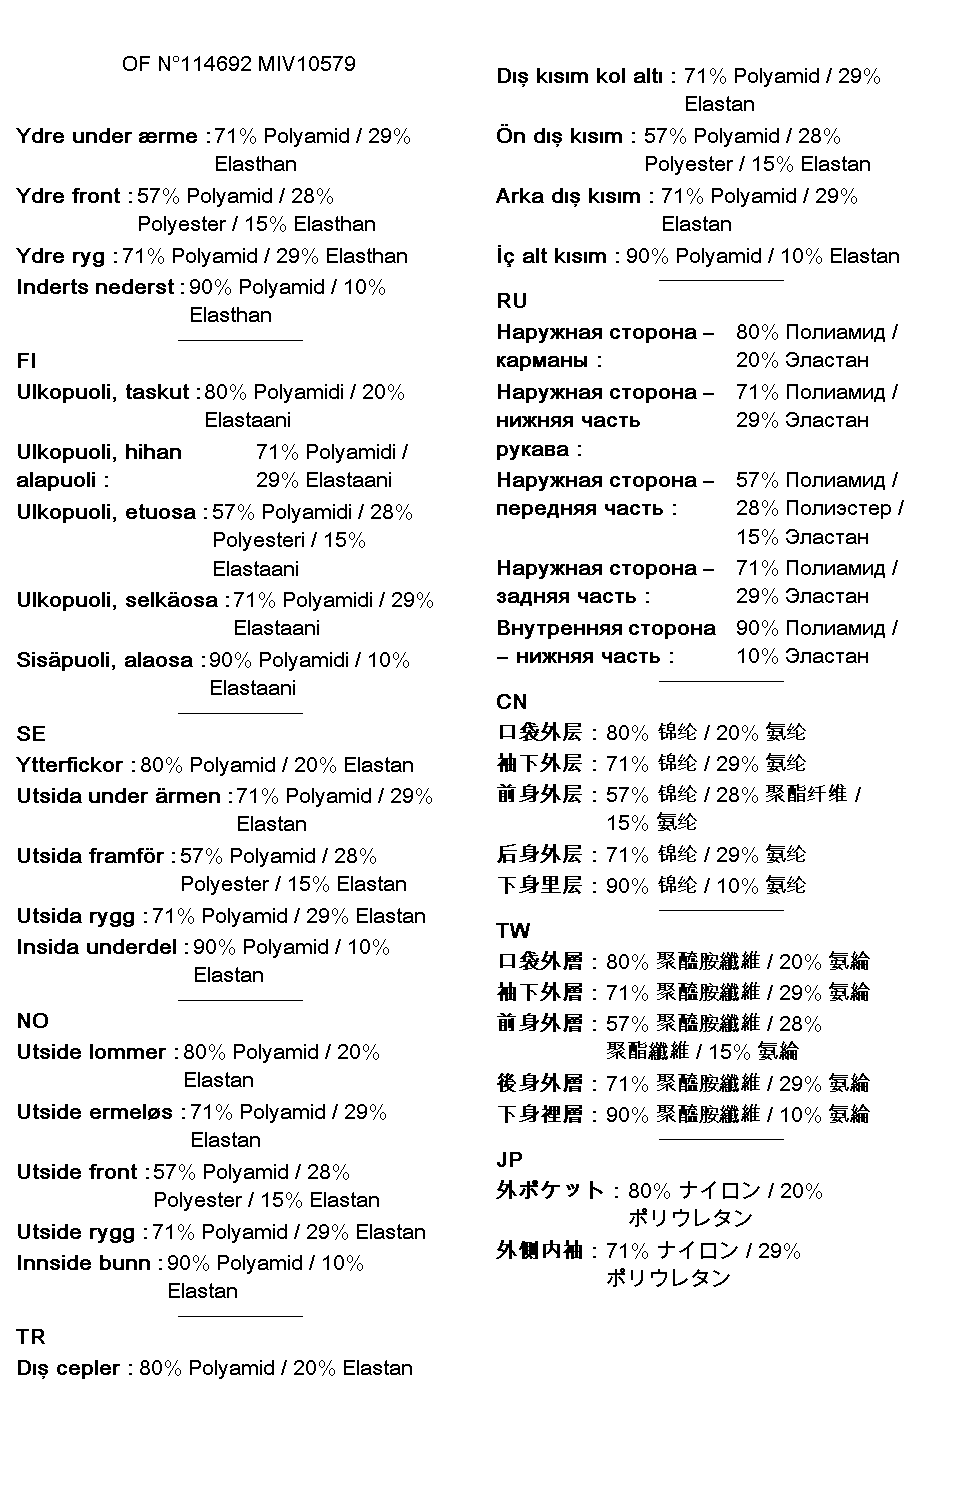 OF N°114692 MIV10579
Ydre under ærme : 71% Polyamid / 29%
Elasthan
Ydre front : 57% Polyamid / 28%
Polyester / 15% Elasthan
Ydre ryg : 71% Polyamid / 29% Elasthan
Inderts nederst : 90% Polyamid / 10%
Elasthan
FI
Ulkopuoli, taskut : 80% Polyamidi / 20%
Elastaani
Ulkopuoli, hihan 71% Polyamidi /
alapuoli : 29% Elastaani
Ulkopuoli, etuosa : 57% Polyamidi / 28%
Polyesteri / 15%
Elastaani
Ulkopuoli, selkäosa : 71% Polyamidi / 29%
Elastaani
Sisäpuoli, alaosa : 90% Polyamidi / 10%
Elastaani
SE
Ytterfickor : 80% Polyamid / 20% Elastan
Utsida under ärmen : 71% Polyamid / 29%
Elastan
Utsida framför : 57% Polyamid / 28%
Polyester / 15% Elastan
Utsida rygg : 71% Polyamid / 29% Elastan
Insida underdel : 90% Polyamid / 10%
Elastan
NO
Utside lommer : 80% Polyamid / 20%
Elastan
Utside ermeløs : 71% Polyamid / 29%
Elastan
Utside front : 57% Polyamid / 28%
Polyester / 15% Elastan
Utside rygg : 71% Polyamid / 29% Elastan
Innside bunn : 90% Polyamid / 10%
Elastan
TR
Dış cepler : 80% Polyamid / 20% Elastan
Dış kısım kol altı : 71% Polyamid / 29%
Elastan
Ön dış kısım : 57% Polyamid / 28%
Polyester / 15% Elastan
Arka dış kısım : 71% Polyamid / 29%
Elastan
İç alt kısım : 90% Polyamid / 10% Elastan
RU
Наружная сторона – 80% Полиамид /
карманы : 20% Эластан
Наружная сторона – 71% Полиамид /
нижняя часть 29% Эластан
рукава :
Наружная сторона – 57% Полиамид /
передняя часть : 28% Полиэстер /
15% Эластан
Наружная сторона – 71% Полиамид /
задняя часть : 29% Эластан
Внутренняя сторона 90% Полиамид /
– нижняя часть : 10% Эластан
CN
口袋外层 : 80% 锦纶 / 20% 氨纶
袖下外层 : 71% 锦纶 / 29% 氨纶
前身外层 : 57% 锦纶 / 28% 聚酯纤维 /
15% 氨纶
后身外层 : 71% 锦纶 / 29% 氨纶
下身里层 : 90% 锦纶 / 10% 氨纶
TW
口袋外層 : 80% 聚醯胺纖維 / 20% 氨綸
袖下外層 : 71% 聚醯胺纖維 / 29% 氨綸
前身外層 : 57% 聚醯胺纖維 / 28%
聚酯纖維 / 15% 氨綸
後身外層 : 71% 聚醯胺纖維 / 29% 氨綸
下身裡層 : 90% 聚醯胺纖維 / 10% 氨綸
JP
外ポケット : 80% ナイロン / 20%
ポリウレタン
外側内袖 : 71% ナイロン / 29%
ポリウレタン